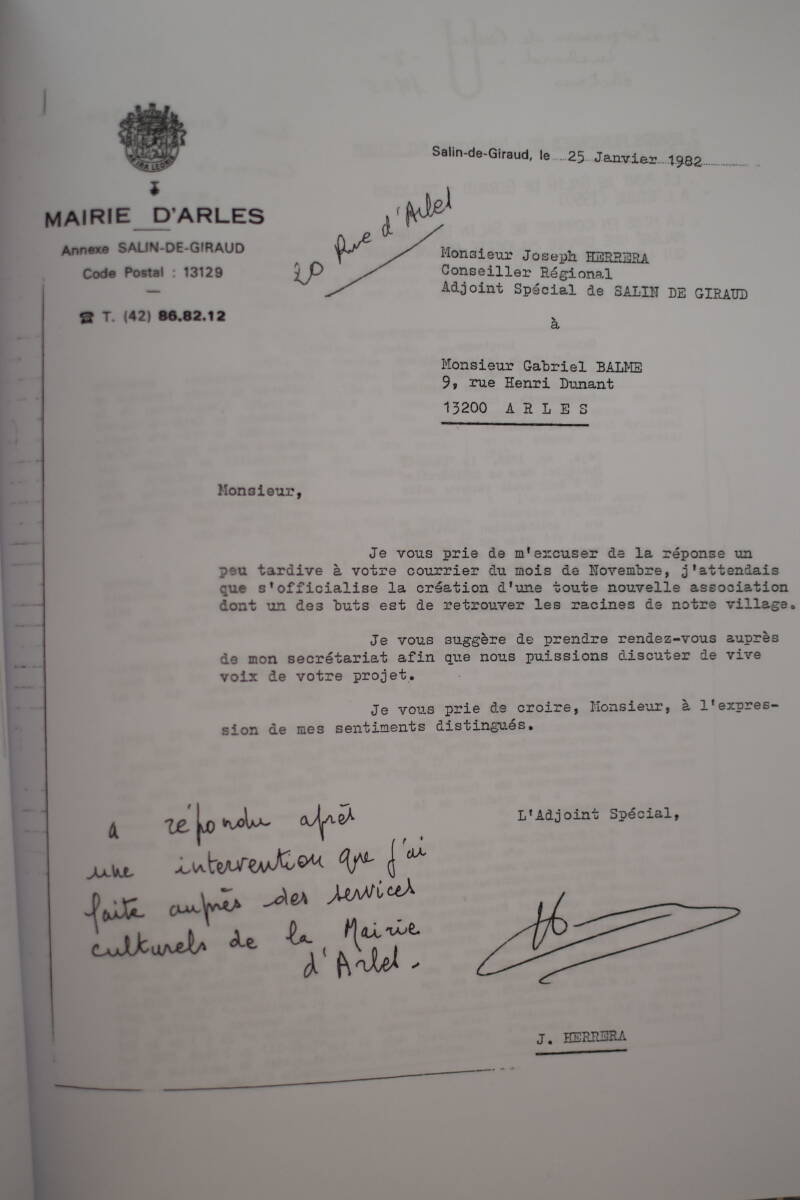 Salin-de-Giraud, le 25 Janvier 1982
MAIRIE D'ARLES
Annexe SALIN-DE-GIRAUD
Code Postal : 13129
☎ T. (42) 86.82.12
20 Rue d'Arles
Monsieur Joseph HERRERA
Conseiller Régional
Adjoint Spécial de SALIN DE GIRAUD
à
Monsieur Gabriel BALME
9, rue Henri Dunant
13200 A R L E S
Monsieur,
Je vous prie de m'excuser de la réponse un
peu tardive à votre courrier du mois de Novembre, j'attendais
que s'officialise la création d'une toute nouvelle association
dont un des buts est de retrouver les racines de notre village.
Je vous suggère de prendre rendez-vous auprès
de mon secrétariat afin que nous puissions discuter de vive
voix de votre projet.
Je vous prie de croire, Monsieur, à l'expres-
sion de mes sentiments distingués.
L'Adjoint Spécial,
a répondu après
une intervention que j'ai
faite auprès des services
culturels de la Mairie
d'Arles.
J. HERRERA